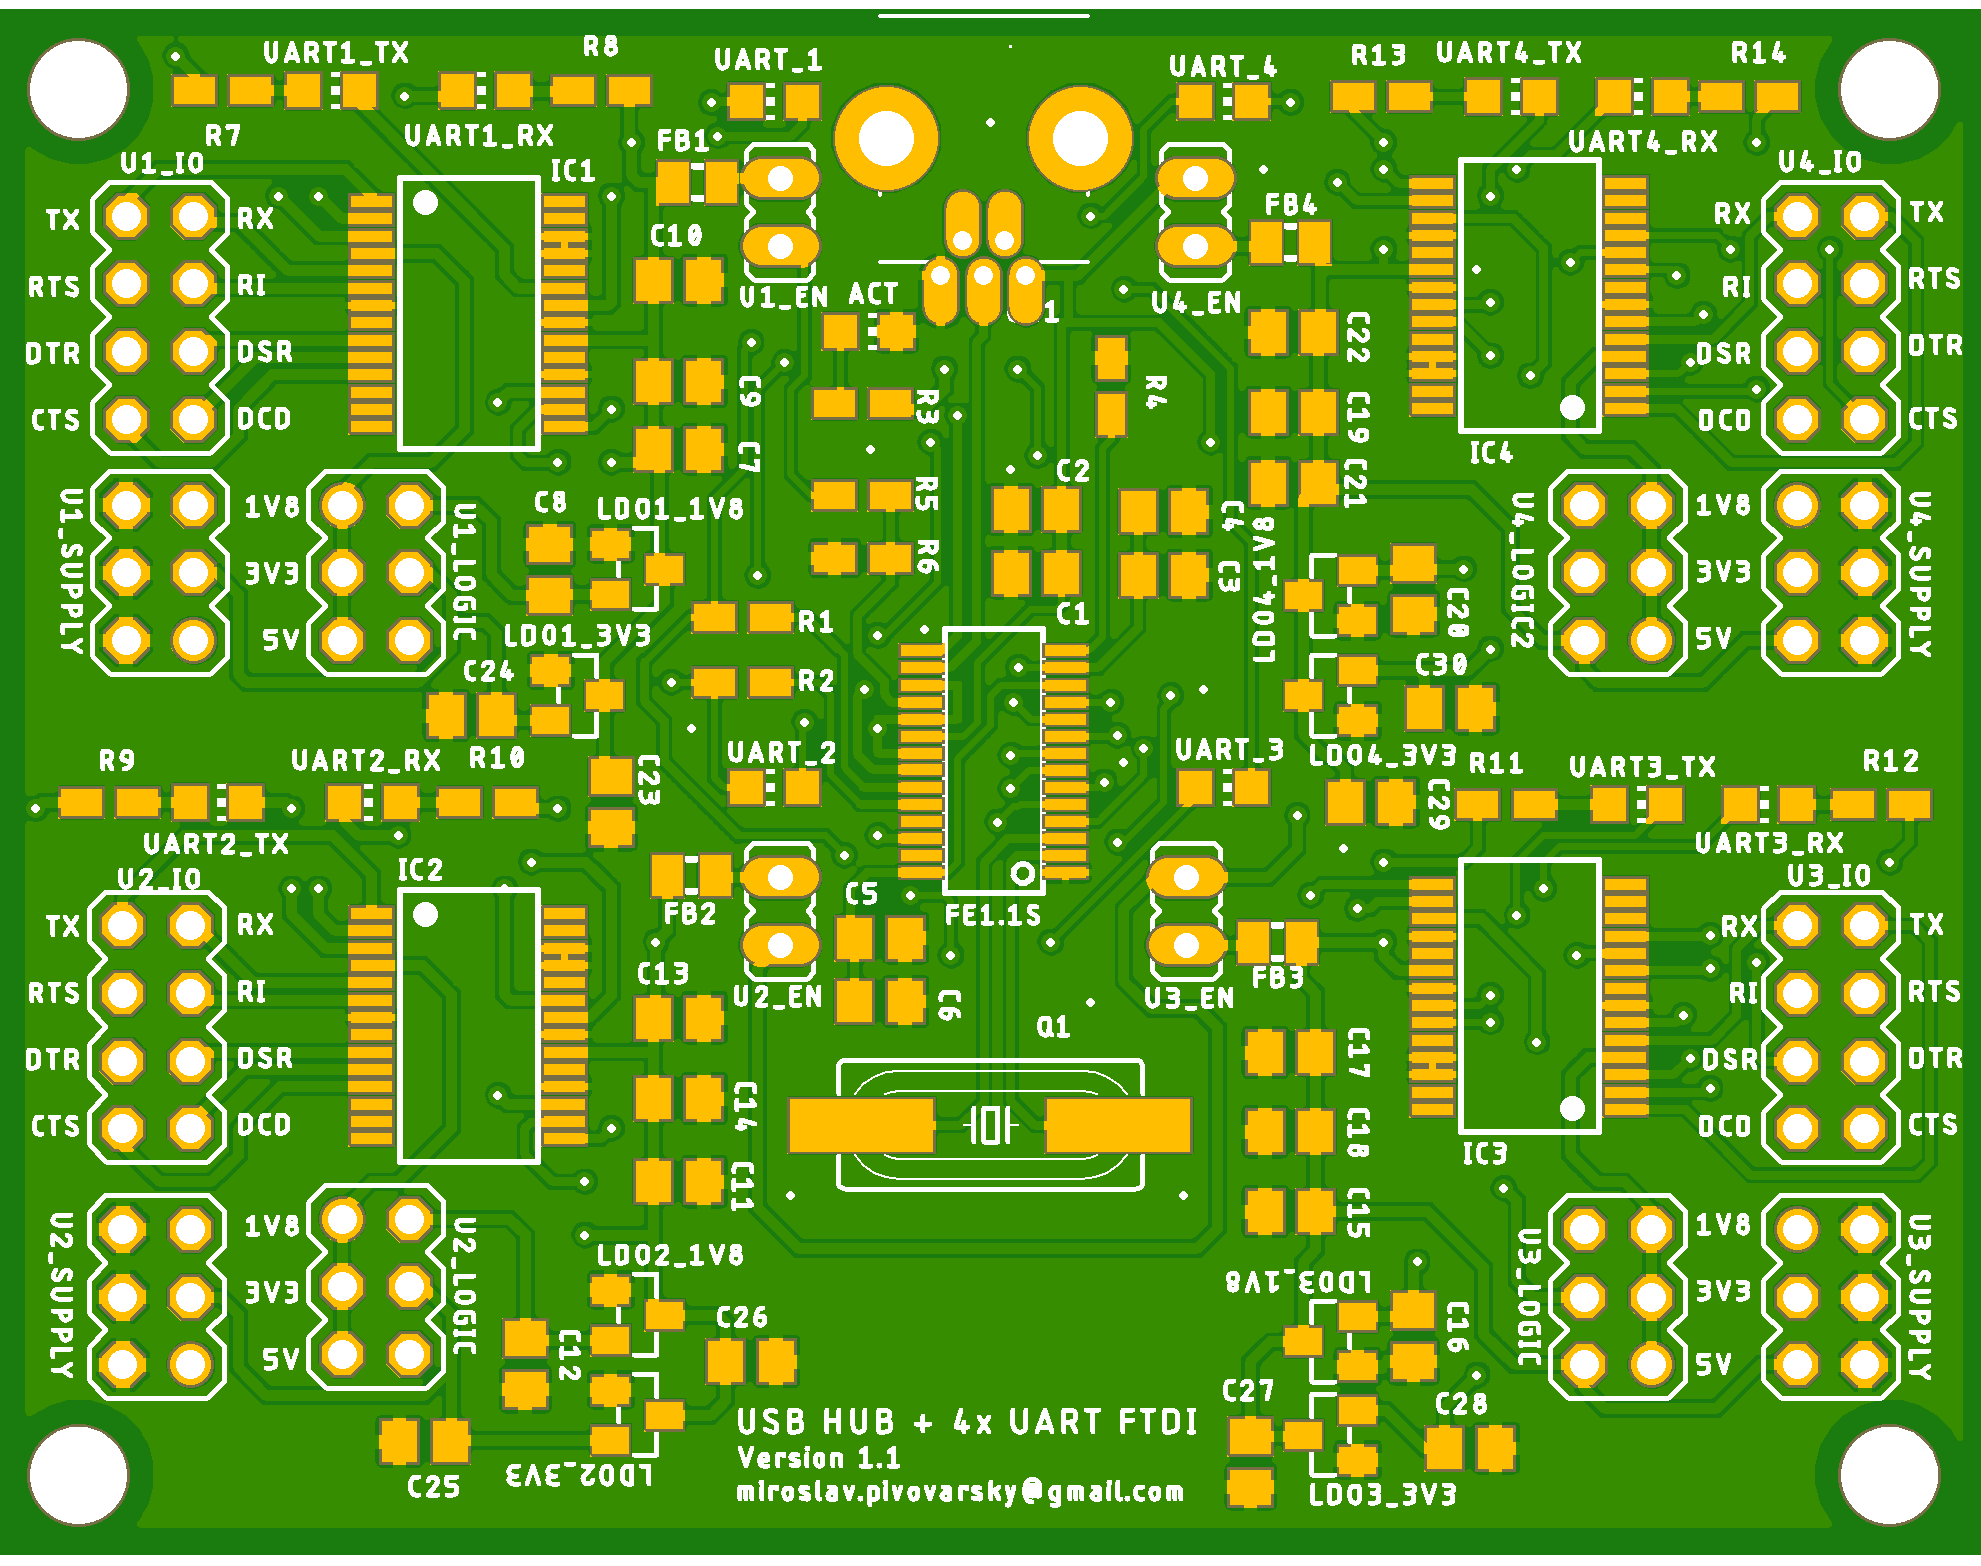 UART1_TX
R8
UART_1
UART_4
R13
UART4_TX
R14
R7
UART1_RX
FB1
UART4_RX
U1_IO
IC1
U4_IO
TX
RX
C10
FB4
RX
TX
RTS
RI
U1_EN
ACT
U4_EN
RI
RTS
1
C22
DTR
DSR
DSR
DTR
C9
R3
R4
C19
CTS
DCD
DCD
CTS
C7
IC4
C2
C21
U1_SUPPLY
1V8
U1_LOGIC
C8
LDO1_1V8
R5
C4
LDO4_1V8
U4_LOGIC2
1V8
U4_SUPPLY
3V3
R6
C3
3V3
C20
C1
5V
LDO1_3V3
R1
5V
C24
R2
C30
R9
UART2_RX
R10
C23
UART_2
UART_3
LDO4_3V3
R11
UART3_TX
R12
C29
UART2_TX
UART3_RX
U2_IO
IC2
U3_IO
C5
FB2
FE1.1S
TX
RX
RX
TX
C13
FB3
RTS
RI
U2_EN
C6
U3_EN
RI
RTS
Q1
DTR
DSR
C17
DSR
DTR
C14
CTS
DCD
C18
DCD
CTS
IC3
C11
C15
U2_SUPPLY
1V8
U2_LOGIC
LDO2_1V8
U3_LOGIC
1V8
U3_SUPPLY
3V3
LDO3_1V8
3V3
C26
C16
5V
C12
5V
C27
C28
USB HUB + 4x UART FTDI
Version 1.1
C25
LDO2_3V3
miroslav.pivovarsky@gmail.com
LDO3_3V3